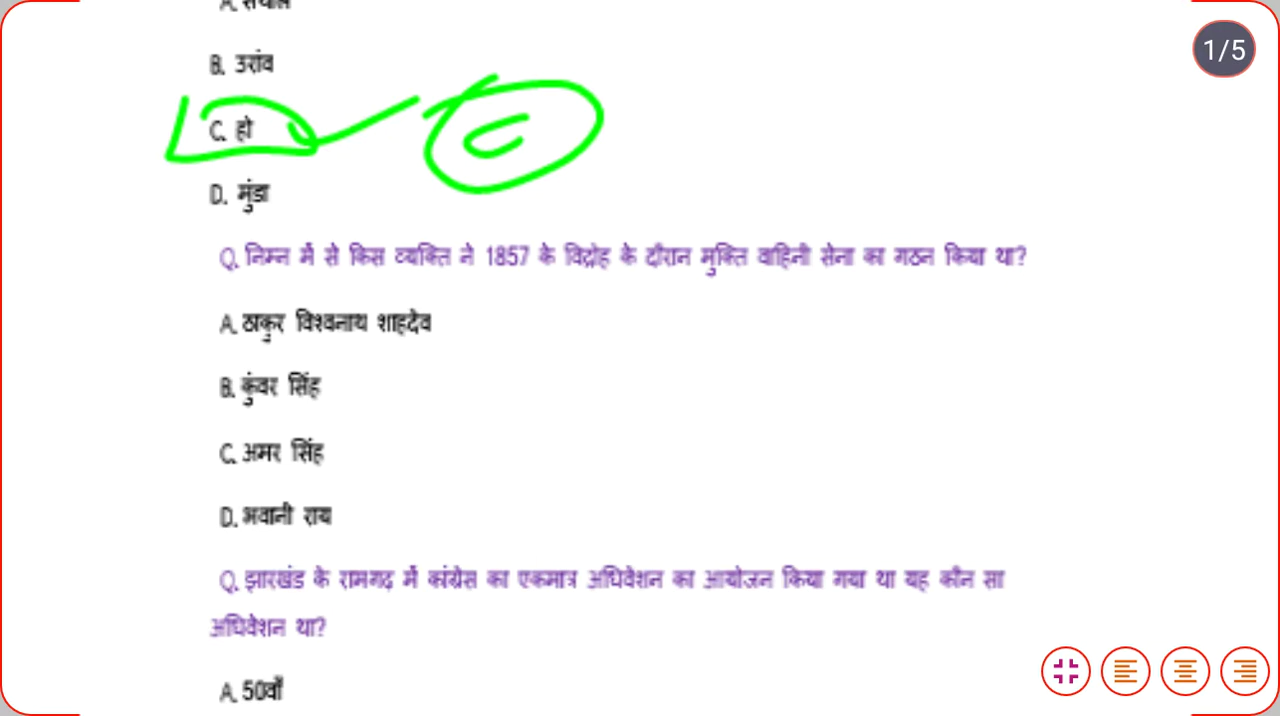 A. संथाल
1/5
B. उरांव
C. हो
C
D. मुंडा
Q. निम्न में से किस व्यक्ति ने 1857 के विद्रोह के दौरान मुक्ति वाहिनी सेना का गठन किया था?
A. ठाकुर विश्वनाथ शाहदेव
B. कुंवर सिंह
C. अमर सिंह
D. भवानी राय
Q. झारखंड के रामगढ़ में कांग्रेस का एकमात्र अधिवेशन का आयोजन किया गया था यह कौन सा
अधिवेशन था?
A. 50वाँ